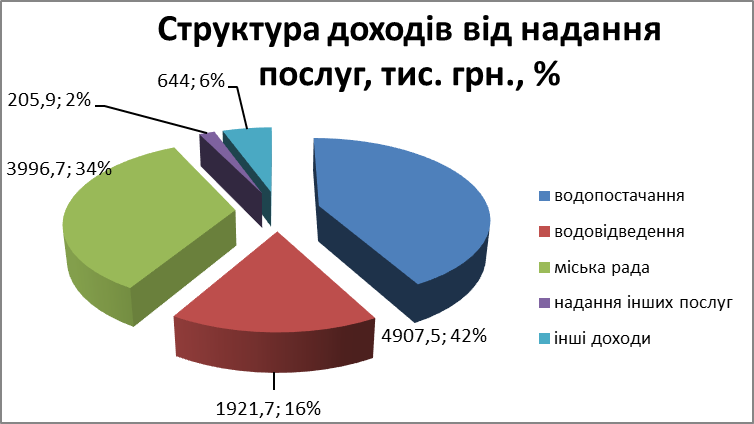 Структура доходів від надання
послуг, тис. грн., %
644; 6%
205,9; 2%
3996,7; 34%
4907,5; 42%
1921,7; 16%
водопостачання
водовідведення
міська рада
надання інших послуг
інші доходи